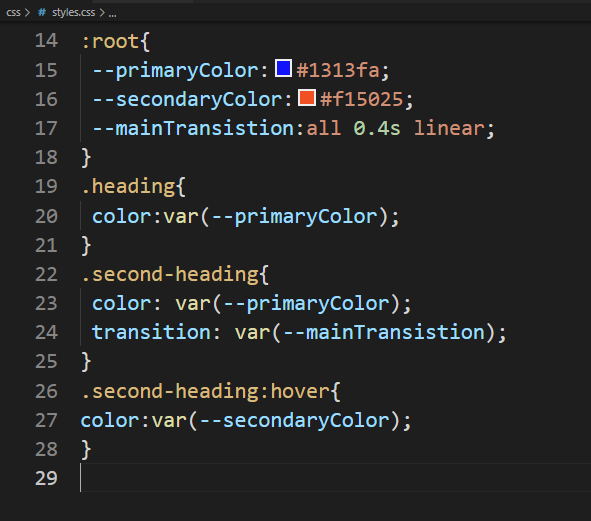 css > # styles.css > ...
14 :root{
15 --primaryColor: #1313fa;
16 --secondaryColor: #f15025;
17 --mainTransistion:all 0.4s linear;
18 }
19 .heading{
20 color:var(--primaryColor);
21 }
22 .second-heading{
23 color: var(--primaryColor);
24 transition: var(--mainTransistion);
25 }
26 .second-heading:hover{
27 color:var(--secondaryColor);
28 }
29